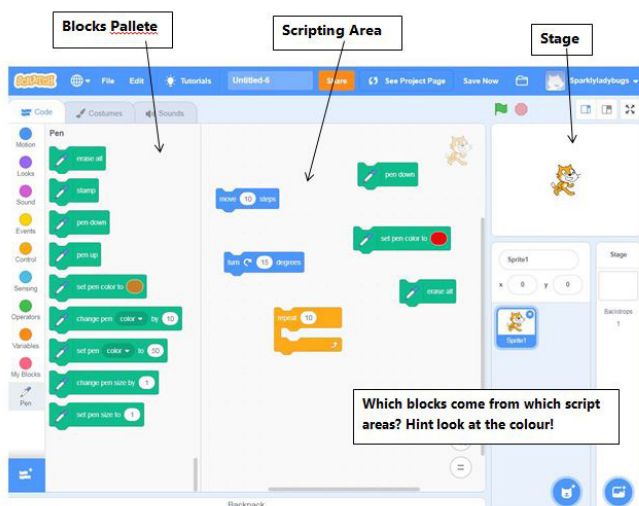 Blocks Pallete
Scripting Area
Stage
SCRATCH
File Edit Tutorials Untitled-6 Share See Project Page Save Now Sparklyladybugs
Code Costumes Sounds
Motion
Looks
Sound
Events
Control
Sensing
Operators
Variables
My Blocks
Pen
Pen
erase all
stamp
pen down
pen up
set pen color to
change pen color by 10
set pen color to 50
change pen size by 1
set pen size to 1
move 10 steps
pen down
set pen color to
turn 15 degrees
erase all
repeat 10
Which blocks come from which script
areas? Hint look at the colour!
Sprite1
x 0 y 0
Sprite1
Stage
Backdrops
1
Backpack